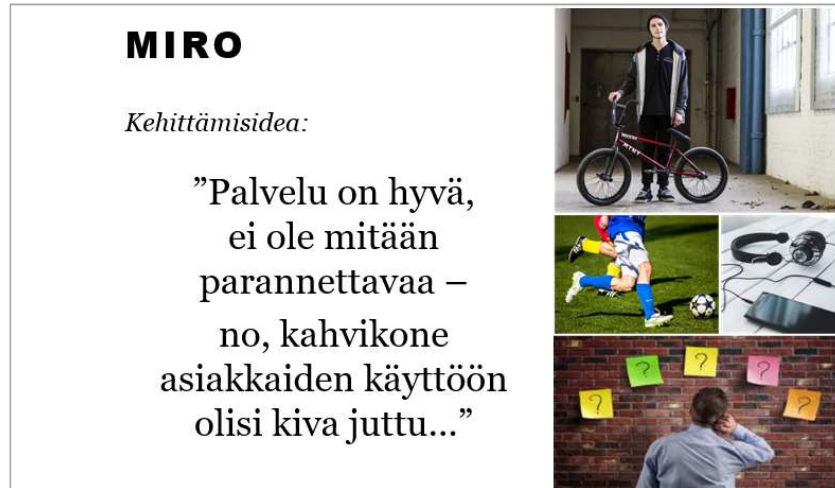 MIRO
Kehittämisidea:
”Palvelu on hyvä,
ei ole mitään
parannettavaa –
no, kahvikone
asiakkaiden käyttöön
olisi kiva juttu...”
?
?
?
?
?